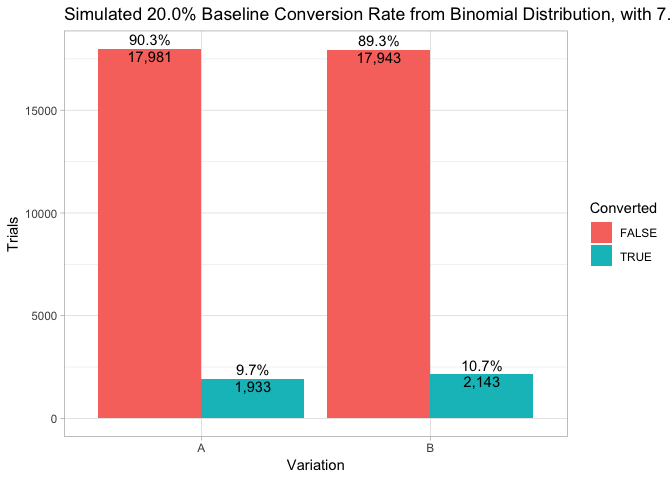 Simulated 20.0% Baseline Conversion Rate from Binomial Distribution, with 7.
90.3%
17,981
89.3%
17,943
15000
10000
5000
0
Trials
9.7%
1,933
10.7%
2,143
A
B
Variation
Converted
FALSE
TRUE